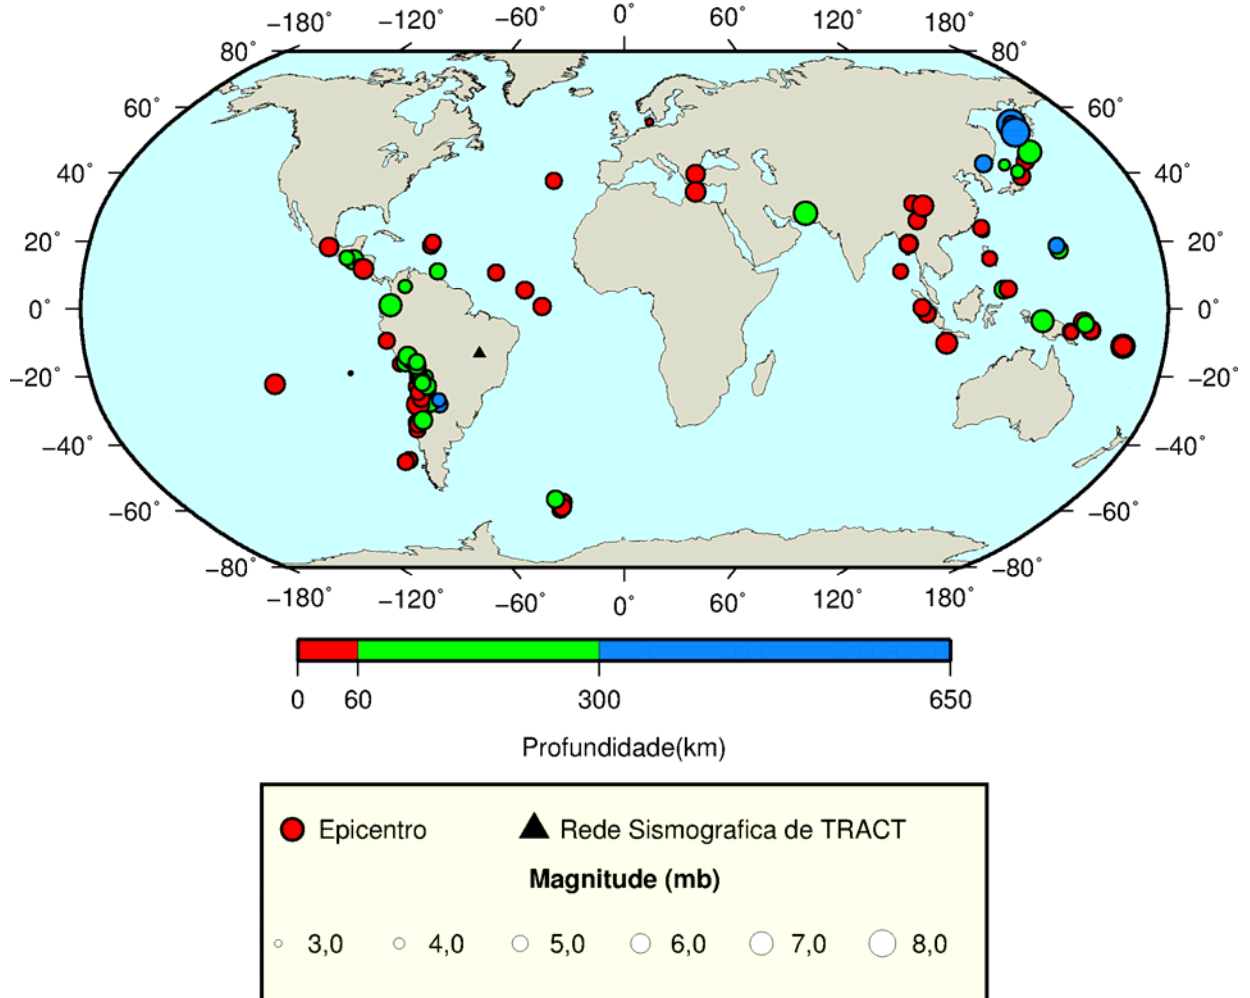 −180˚ −120˚ −60˚ 0˚ 60˚ 120˚ 180˚
80˚ 80˚
60˚ 60˚
40˚ 40˚
20˚ 20˚
0˚ 0˚
−20˚ −20˚
−40˚ −40˚
−60˚ −60˚
−80˚ −80˚
−180˚ −120˚ −60˚ 0˚ 60˚ 120˚ 180˚
0 60 300 650
Profundidade(km)
Epicentro Rede Sismografica de TRACT
Magnitude (mb)
3,0 4,0 5,0 6,0 7,0 8,0